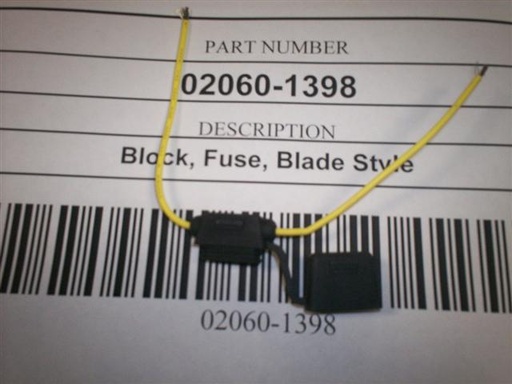 PART NUMBER
02060-1398
DESCRIPTION
Block, Fuse, Blade Style
02060-1398